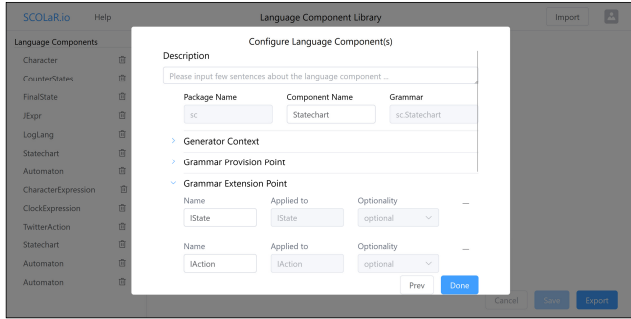 SCOLaR.io Help Language Component Library Import
Language Components
Character
CounterStates
FinalState
JExpr
LogLang
Statechart
Automaton
CharacterExpression
ClockExpression
TwitterAction
Statechart
Automaton
Automaton
Configure Language Component(s)
Description
Please input few sentences about the language component ...
Package Name Component Name Grammar
sc Statechart sc.Statechart
Generator Context
Grammar Provision Point
Grammar Extension Point
Name Applied to Optionality
IState IState optional
Name Applied to Optionality
IAction IAction optional
Prev Done
Cancel Save Export